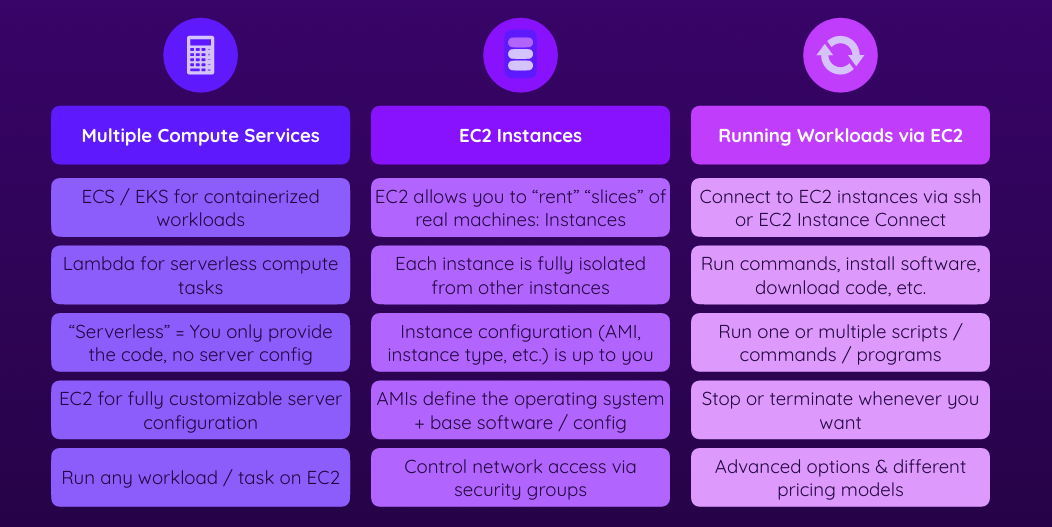 Multiple Compute Services
ECS / EKS for containerized
workloads
Lambda for serverless compute
tasks
“Serverless” = You only provide
the code, no server config
EC2 for fully customizable server
configuration
Run any workload / task on EC2
EC2 Instances
EC2 allows you to “rent” “slices” of
real machines: Instances
Each instance is fully isolated
from other instances
Instance configuration (AMI,
instance type, etc.) is up to you
AMIs define the operating system
+ base software / config
Control network access via
security groups
Running Workloads via EC2
Connect to EC2 instances via ssh
or EC2 Instance Connect
Run commands, install software,
download code, etc.
Run one or multiple scripts /
commands / programs
Stop or terminate whenever you
want
Advanced options & different
pricing models